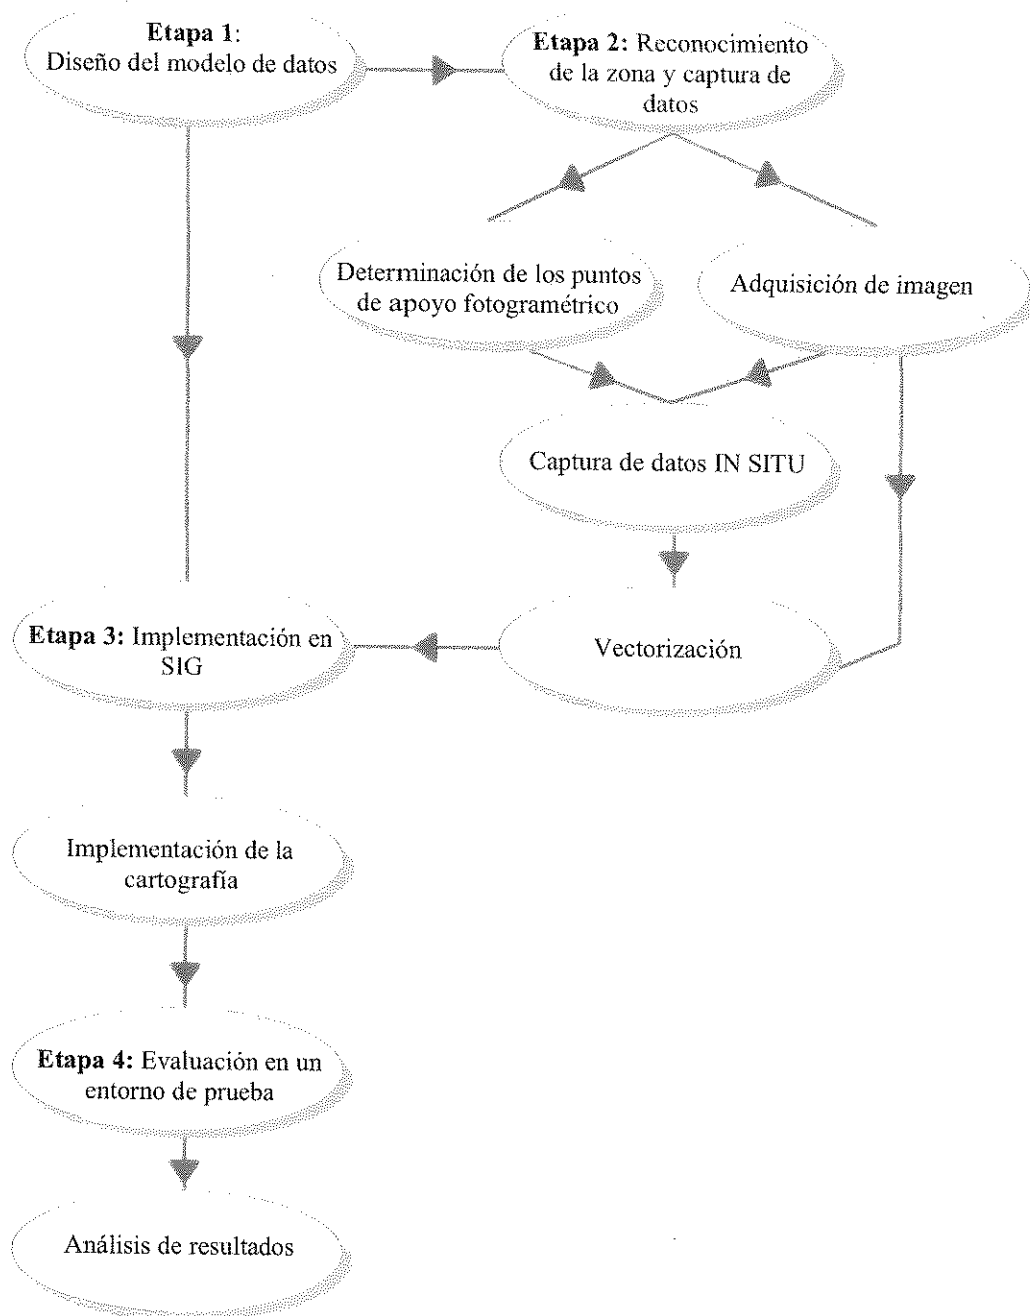 Etapa 1:
Diseño del modelo de datos
Etapa 2: Reconocimiento
de la zona y captura de
datos
Determinación de los puntos
de apoyo fotogramétrico
Adquisición de imagen
Captura de datos IN SITU
Vectorización
Etapa 3: Implementación en
SIG
Implementación de la
cartografía
Etapa 4: Evaluación en un
entorno de prueba
Análisis de resultados